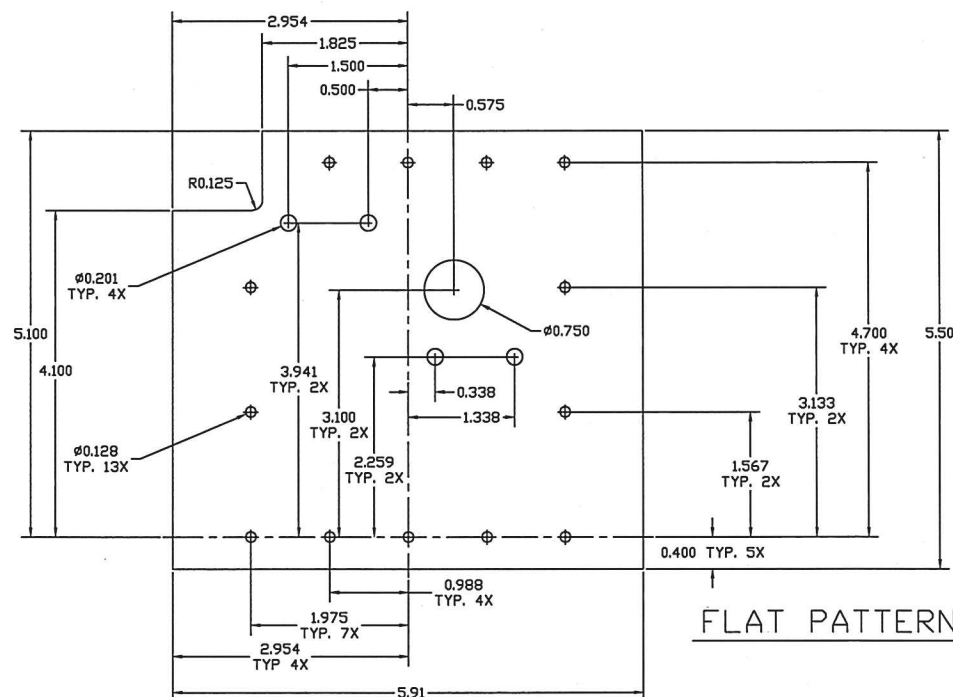 2.954
1.825
1.500
0.500
0.575
R0.125
ø0.201
TYP. 4X
5.100
4.100
ø0.750
3.941
TYP. 2X
0.338
3.100
TYP. 2X
1.338
4.700
TYP. 4X
5.50
3.133
TYP. 2X
ø0.128
TYP. 13X
2.259
TYP. 2X
1.567
TYP. 2X
0.400 TYP. 5X
0.988
TYP. 4X
1.975
TYP. 7X
2.954
TYP 4X
FLAT PATTERN
5.91